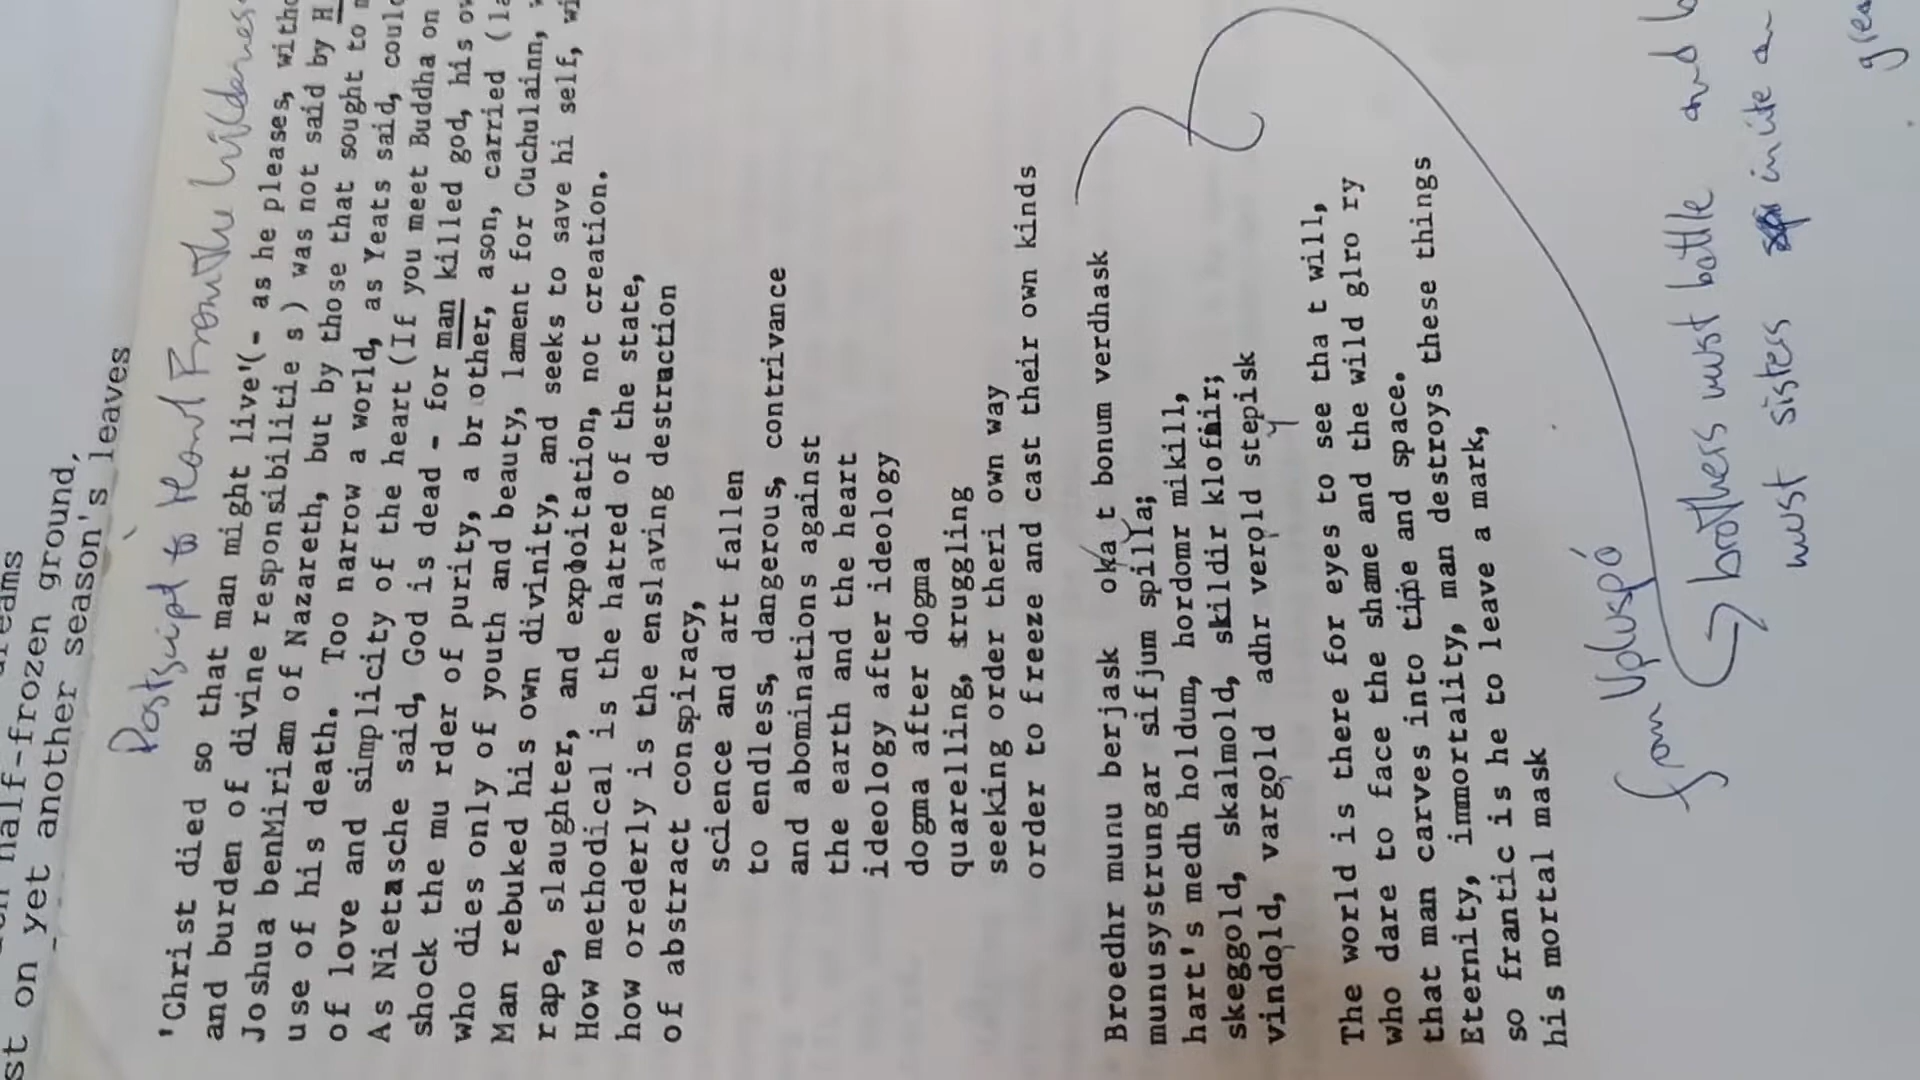 on half-frozen ground,
st on yet another season's leaves
Postscript to
'Christ died so that man might live'(- as he pleases, witho
and burden of divine responsibilitie s) was not said by H
Joshua benMiriam of Nazareth, but by those that sought to m
use of his death. Too narrow a world, as Yeats said, coul
of love and simplicity of the heart (If you meet Buddha on
As Nietasche said, God is dead - for man killed god, his ow
shock the mu rder of purity, a br other, ason, carried (la
who dies only of youth and beauty, lament for Cuchulainn, w
Man rebuked his own divinity, and seeks to save hi self, wi
rape, slaughter, and expoitation, not creation.
How methodical is the hatred of the state,
how orederly is the enslaving destruction
of abstract conspiracy,
science and art fallen
to endless, dangerous, contrivance
and abominations against
the earth and the heart
ideology after ideology
dogma after dogma
quarelling, struggling
seeking order theri own way
order to freeze and cast their own kinds
Broedhr munu berjask oka t bonum verdhask
munusystrungar sifjum spilla;
hart's medh holdum, hordomr mikill,
skeggold, skalmold, skildir klofnir;
vindold, vargold adhr verold stepisk
The world is there for eyes to see tha t will,
who dare to face the shame and the wild glro ry
that man carves into time and space.
Eternity, immortality, man destroys these things
so frantic is he to leave a mark,
his mortal mask
from Voluspó
brothers must battle and
must sisters in